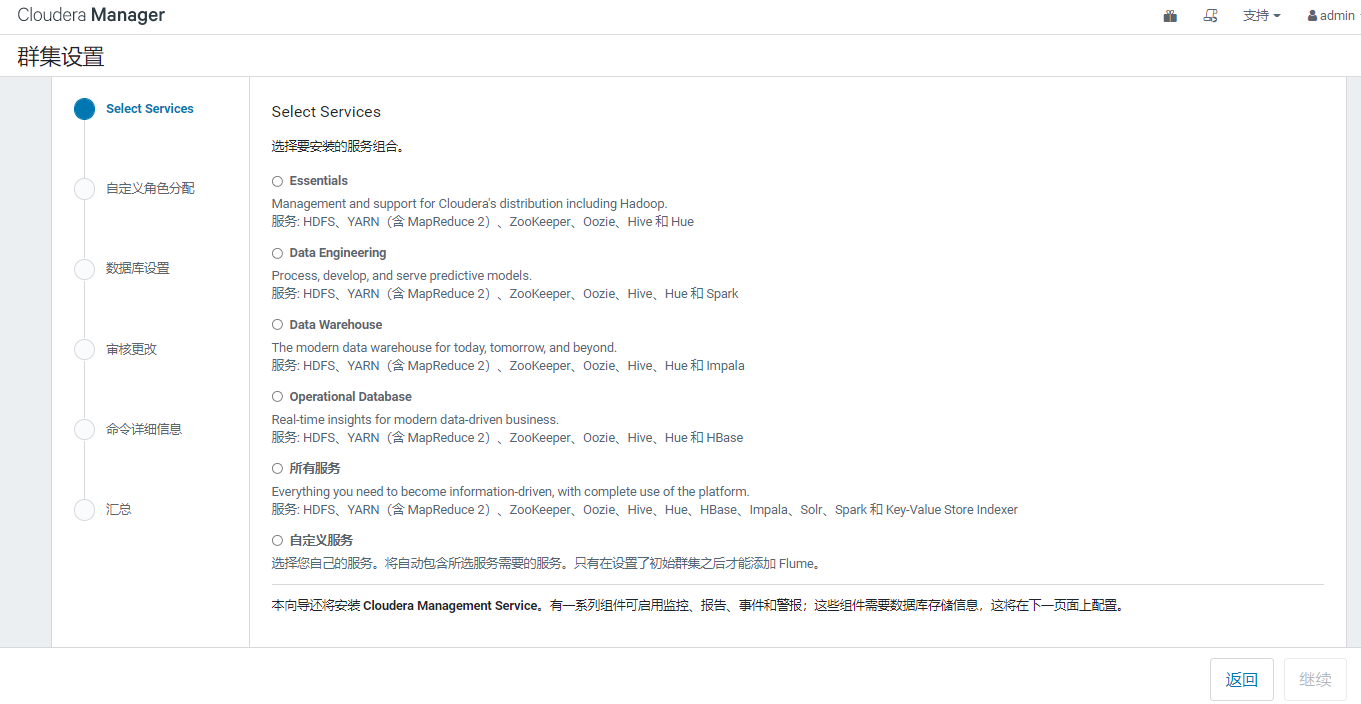 Cloudera Manager
支持
admin
群集设置
Select Services
自定义角色分配
数据库设置
审核更改
命令详细信息
汇总
Select Services
选择要安装的服务组合。
Essentials
Management and support for Cloudera's distribution including Hadoop.
服务: HDFS、YARN（含 MapReduce 2）、ZooKeeper、Oozie、Hive 和 Hue
Data Engineering
Process, develop, and serve predictive models.
服务: HDFS、YARN（含 MapReduce 2）、ZooKeeper、Oozie、Hive、Hue 和 Spark
Data Warehouse
The modern data warehouse for today, tomorrow, and beyond.
服务: HDFS、YARN（含 MapReduce 2）、ZooKeeper、Oozie、Hive、Hue 和 Impala
Operational Database
Real-time insights for modern data-driven business.
服务: HDFS、YARN（含 MapReduce 2）、ZooKeeper、Oozie、Hive、Hue 和 HBase
所有服务
Everything you need to become information-driven, with complete use of the platform.
服务: HDFS、YARN（含 MapReduce 2）、ZooKeeper、Oozie、Hive、Hue、HBase、Impala、Solr、Spark 和 Key-Value Store Indexer
自定义服务
选择您自己的服务。将自动包含所选服务需要的服务。只有在设置了初始群集之后才能添加 Flume。
本向导还将安装 Cloudera Management Service。有一系列组件可启用监控、报告、事件和警报；这些组件需要数据库存储信息，这将在下一页面上配置。
返回
继续